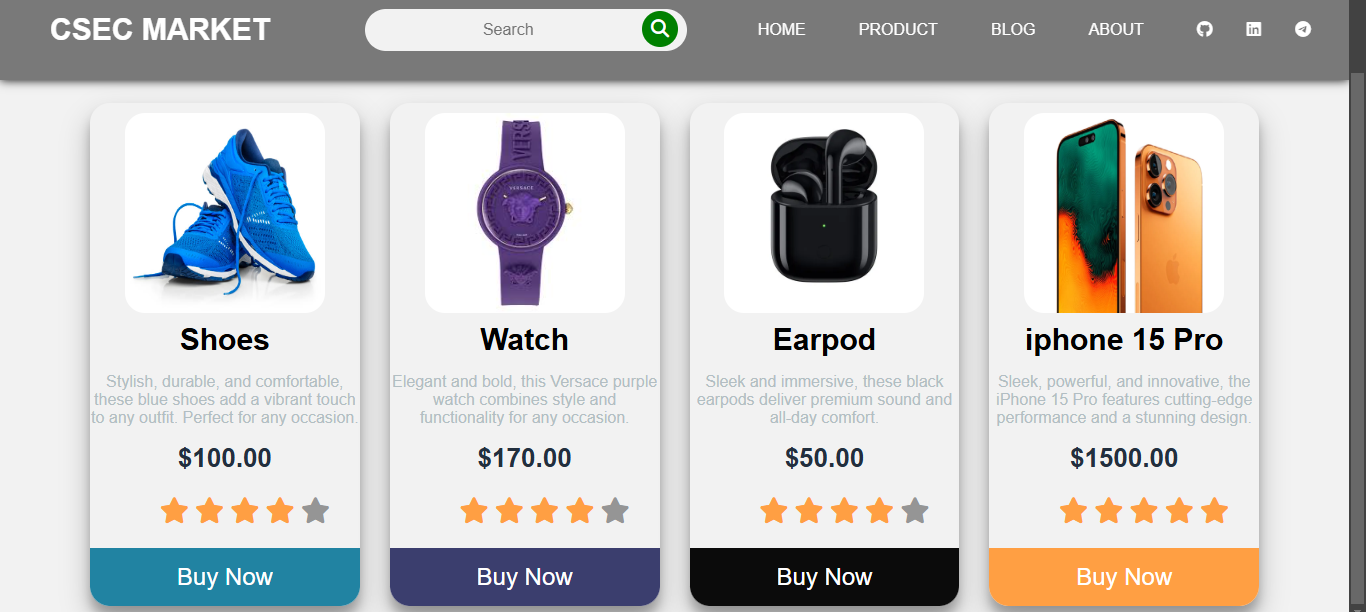 CSEC MARKET
Search
HOME
PRODUCT
BLOG
ABOUT
VERSACE
Shoes
Stylish, durable, and comfortable,
these blue shoes add a vibrant touch
to any outfit. Perfect for any occasion.
$100.00
Buy Now
Watch
Elegant and bold, this Versace purple
watch combines style and
functionality for any occasion.
$170.00
Buy Now
Earpod
Sleek and immersive, these black
earpods deliver premium sound and
all-day comfort.
$50.00
Buy Now
iphone 15 Pro
Sleek, powerful, and innovative, the
iPhone 15 Pro features cutting-edge
performance and a stunning design.
$1500.00
Buy Now